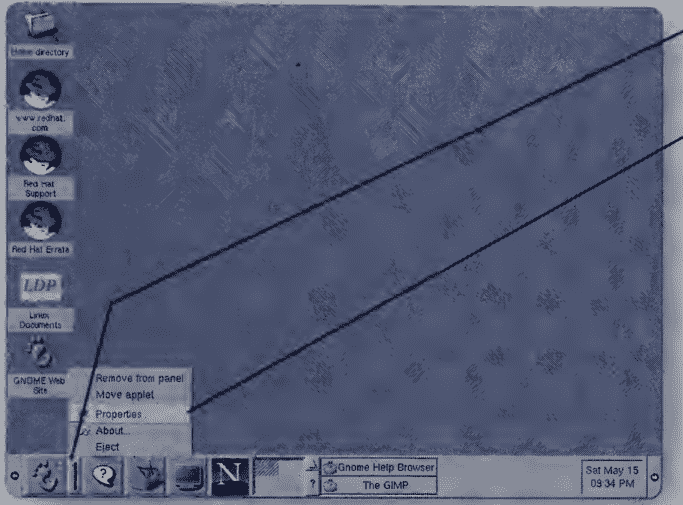 Home directory
www.redhat.
com
Red Hat
Support
Red Hat Errata
LDP
Linux
Documents
GNOME Web
Site
Remove from panel
Move applet
Properties
About...
Eject
?
N
?
Gnome Help Browser
The GIMP
Sat May 15
09:34 PM